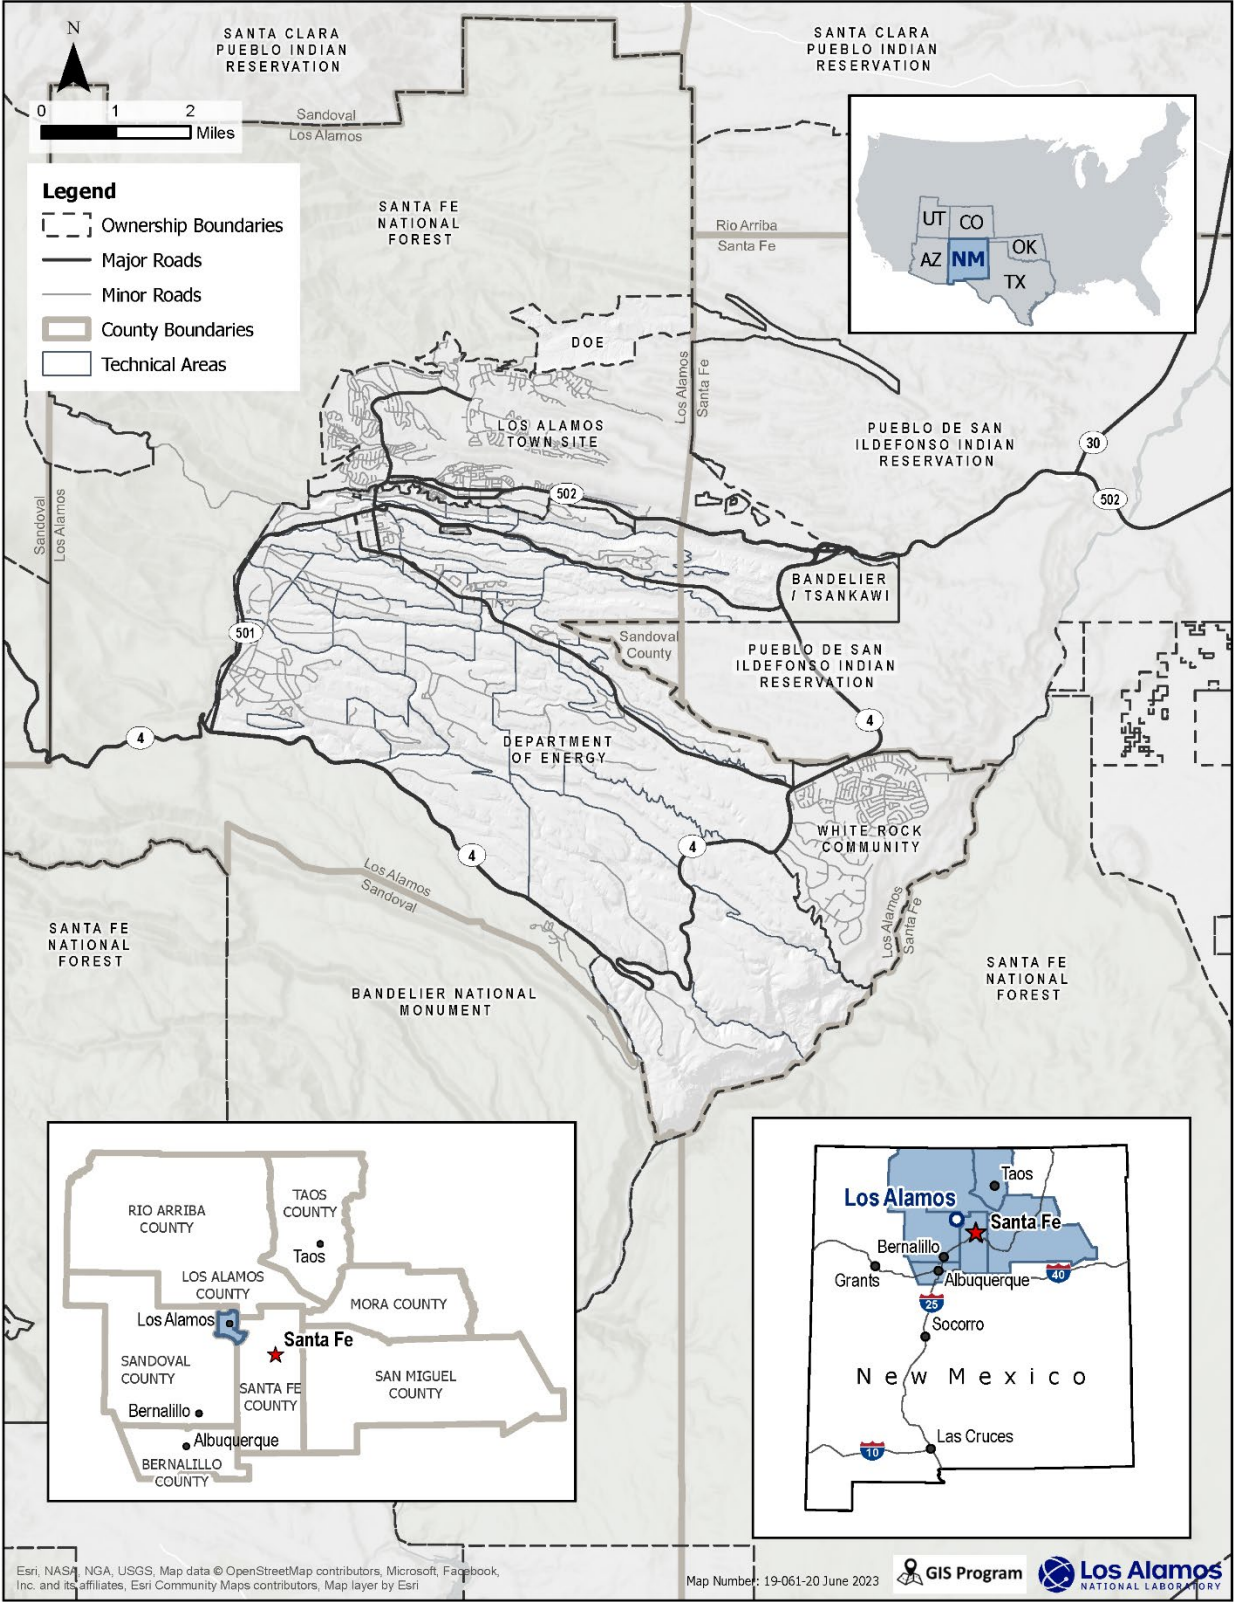 SANTA CLARA
PUEBLO INDIAN
RESERVATION
SANTA CLARA
PUEBLO INDIAN
RESERVATION
N
0 1 2
Miles
Sandoval
Los Alamos
Legend
Ownership Boundaries
Major Roads
Minor Roads
County Boundaries
Technical Areas
SANTA FE
NATIONAL
FOREST
Rio Arriba
Santa Fe
UT
CO
AZ
NM
OK
TX
DOE
Los Alamos
Santa Fe
LOS ALAMOS
TOWN SITE
PUEBLO DE SAN
ILDEFONSO INDIAN
RESERVATION
30
502
502
Sandoval
Los Alamos
BANDELIER
/ TSANKAWI
501
Sandoval
County
PUEBLO DE SAN
ILDEFONSO INDIAN
RESERVATION
4
4
DEPARTMENT
OF ENERGY
WHITE ROCK
COMMUNITY
4
4
Los Alamos
Sandoval
Los Alamos
Santa Fe
SANTA FE
NATIONAL
FOREST
SANTA FE
NATIONAL
FOREST
BANDELIER NATIONAL
MONUMENT
RIO ARRIBA
COUNTY
TAOS
COUNTY
Taos
LOS ALAMOS
COUNTY
MORA COUNTY
Los Alamos
Santa Fe
SANDOVAL
COUNTY
SANTA FE
COUNTY
SAN MIGUEL
COUNTY
Bernalillo
Albuquerque
BERNALILLO
COUNTY
Taos
Los Alamos
Santa Fe
Bernalillo
Grants
Albuquerque
40
25
Socorro
New Mexico
Las Cruces
10
Esri, NASA, NGA, USGS, Map data © OpenStreetMap contributors, Microsoft, Facebook,
Inc. and its affiliates, Esri Community Maps contributors, Map layer by Esri
Map Number: 19-061-20 June 2023
GIS Program
Los Alamos
NATIONAL LABORATORY